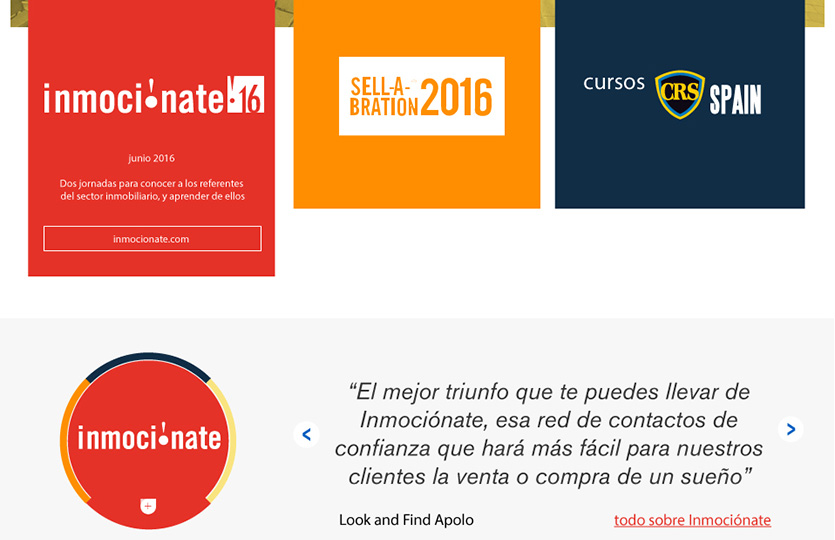 inmoci!nate !16
junio 2016
Dos jornadas para conocer a los referentes
del sector inmobiliario, y aprender de ellos
inmocionate.com
SELL-A-
BRATION 2016
cursos CRS SPAIN
inmoci!nate
“El mejor triunfo que te puedes llevar de
Inmociónate, esa red de contactos de
confianza que hará más fácil para nuestros
clientes la venta o compra de un sueño”
Look and Find Apolo
todo sobre Inmociónate